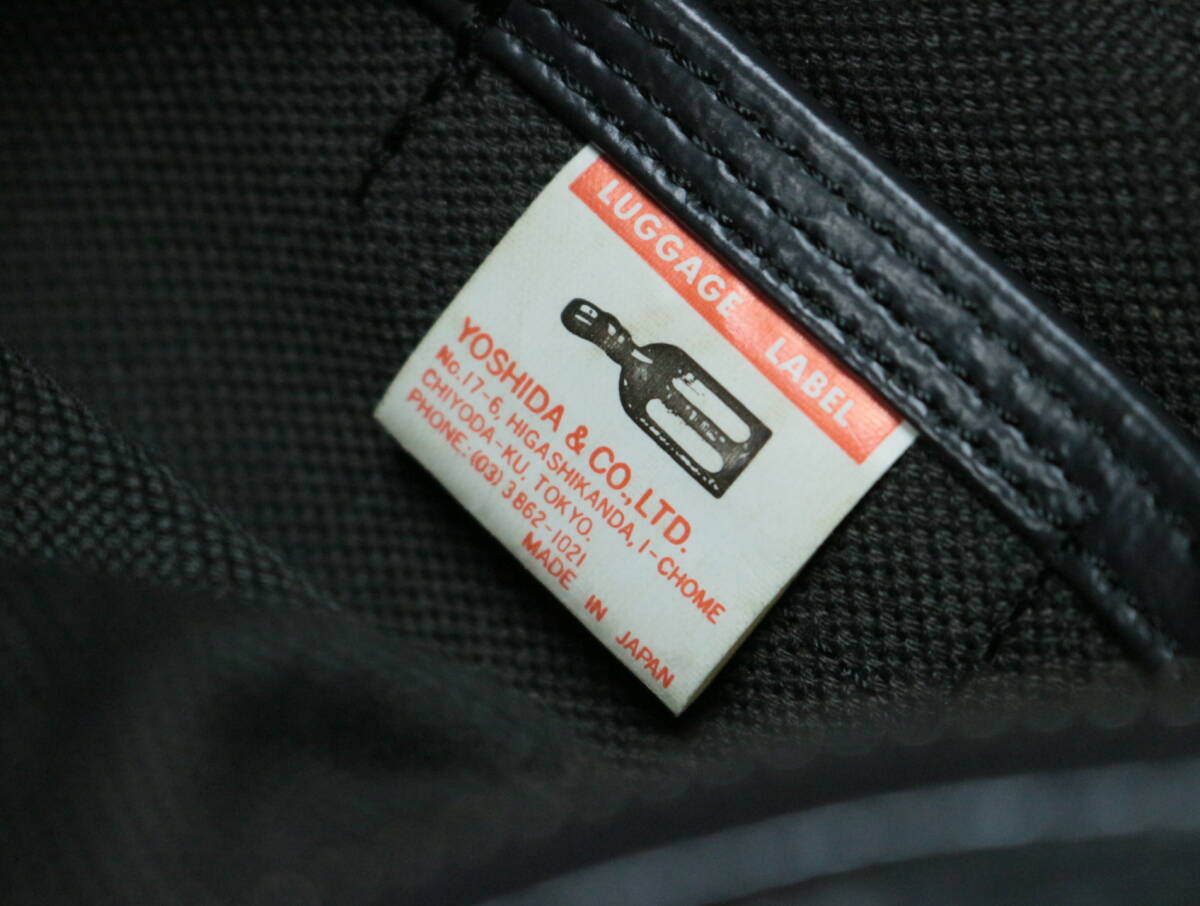 LUGGAGE LABEL
YOSHIDA & CO., LTD.
No. 17-6, HIGASHIKANDA, 1-CHOME
CHIYODA-KU, TOKYO.
PHONE: (03) 3862-1021
MADE IN JAPAN